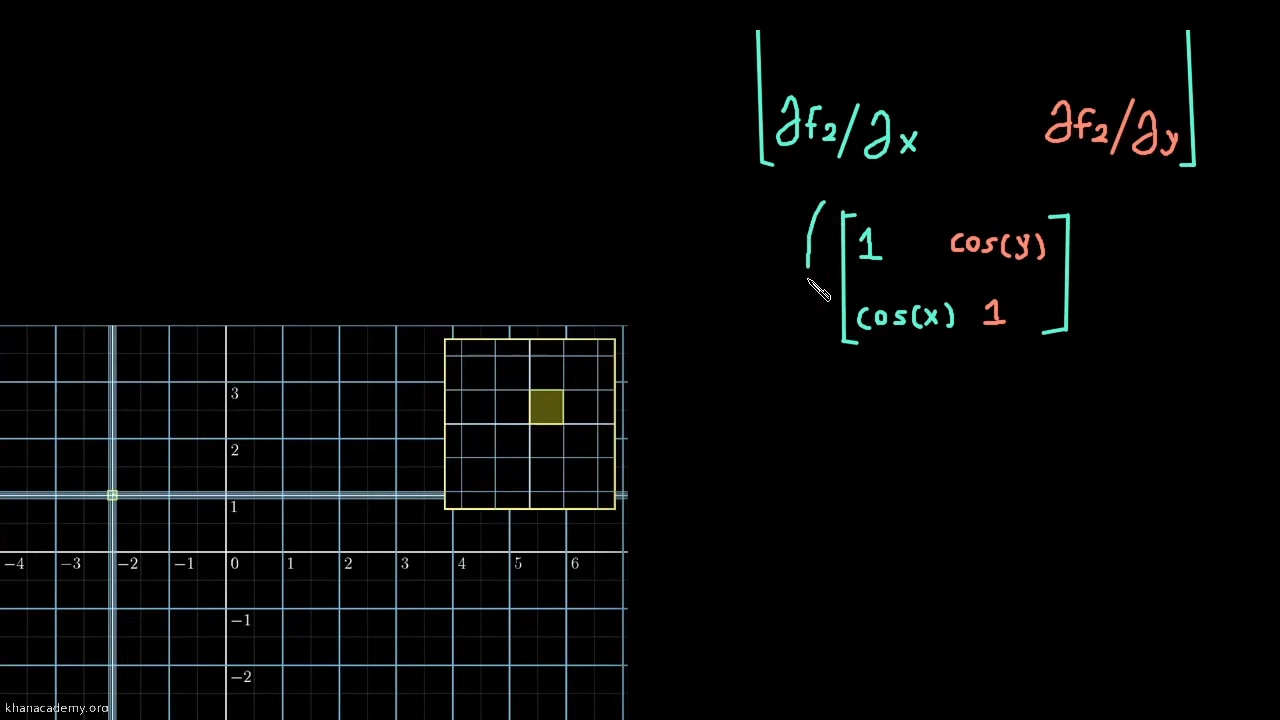 ∂f₂/∂x ∂f₂/∂y
( [ 1 cos(y)
cos(x) 1 ]
3
2
1
−4 −3 −2 −1 0 1 2 3 4 5 6
−1
−2
khanacademy.org